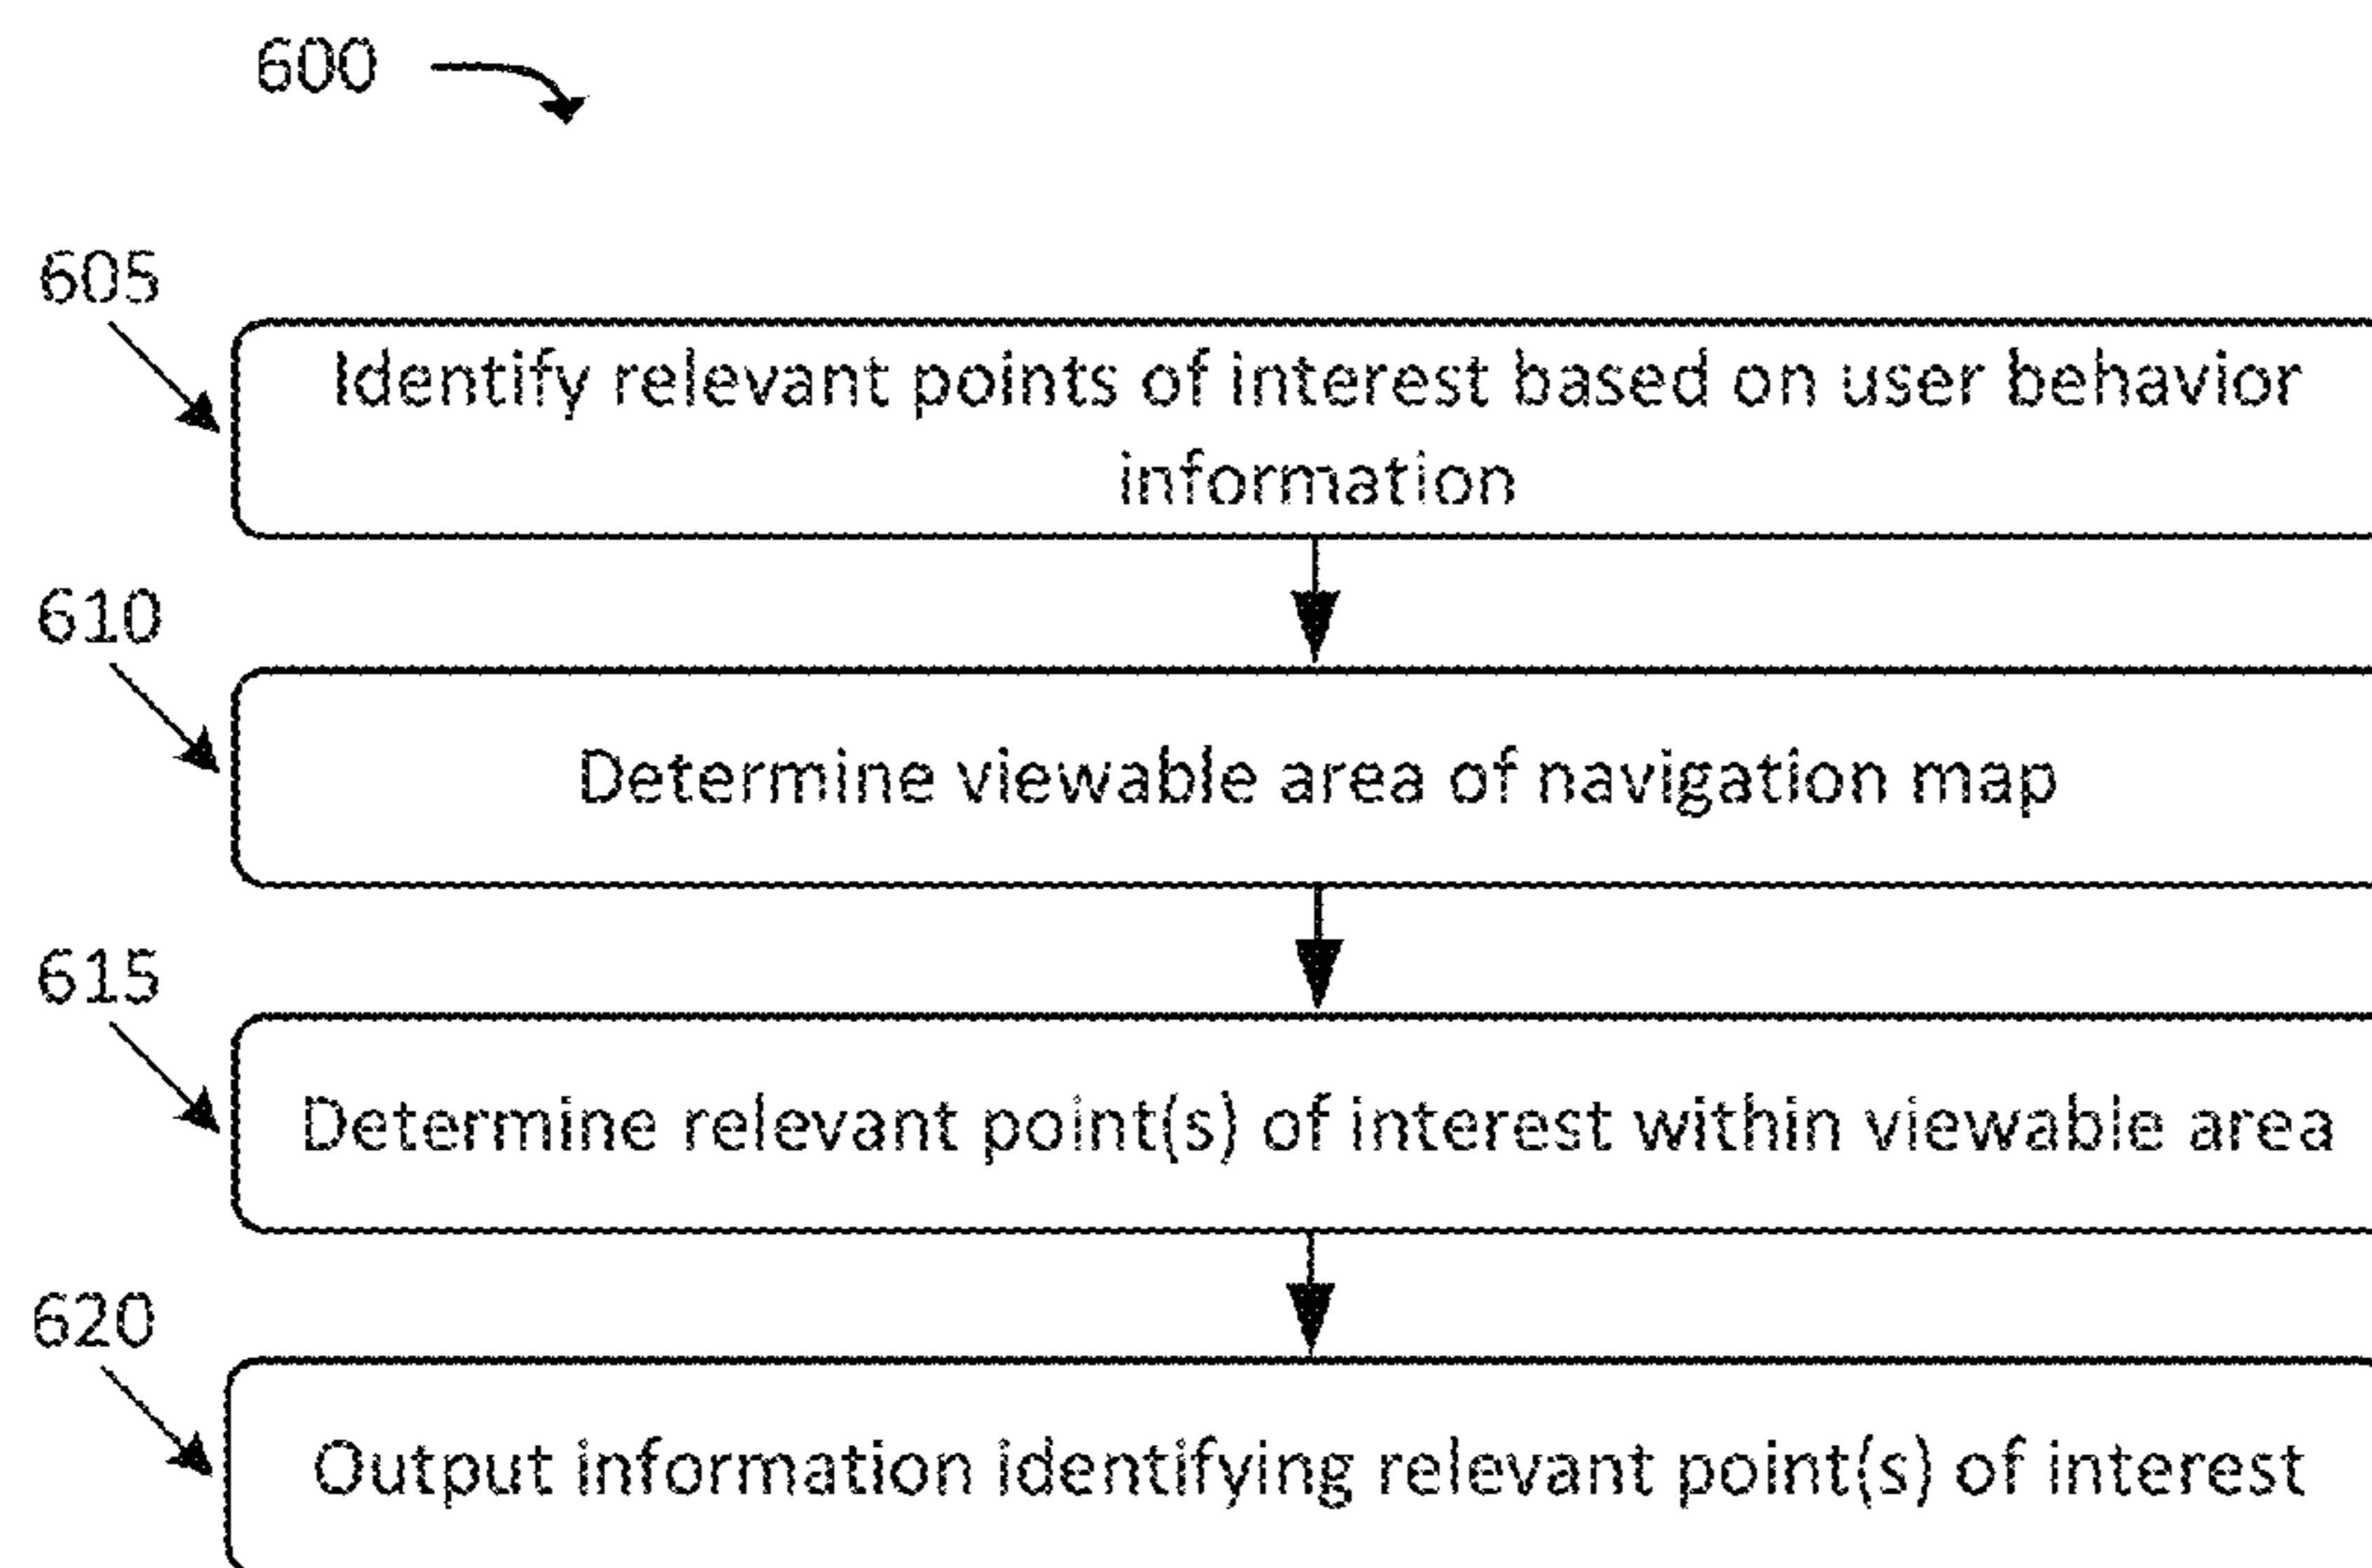 600
605
Identify relevant points of interest based on user behavior
information
610
Determine viewable area of navigation map
615
Determine relevant point(s) of interest within viewable area
620
Output information identifying relevant point(s) of interest